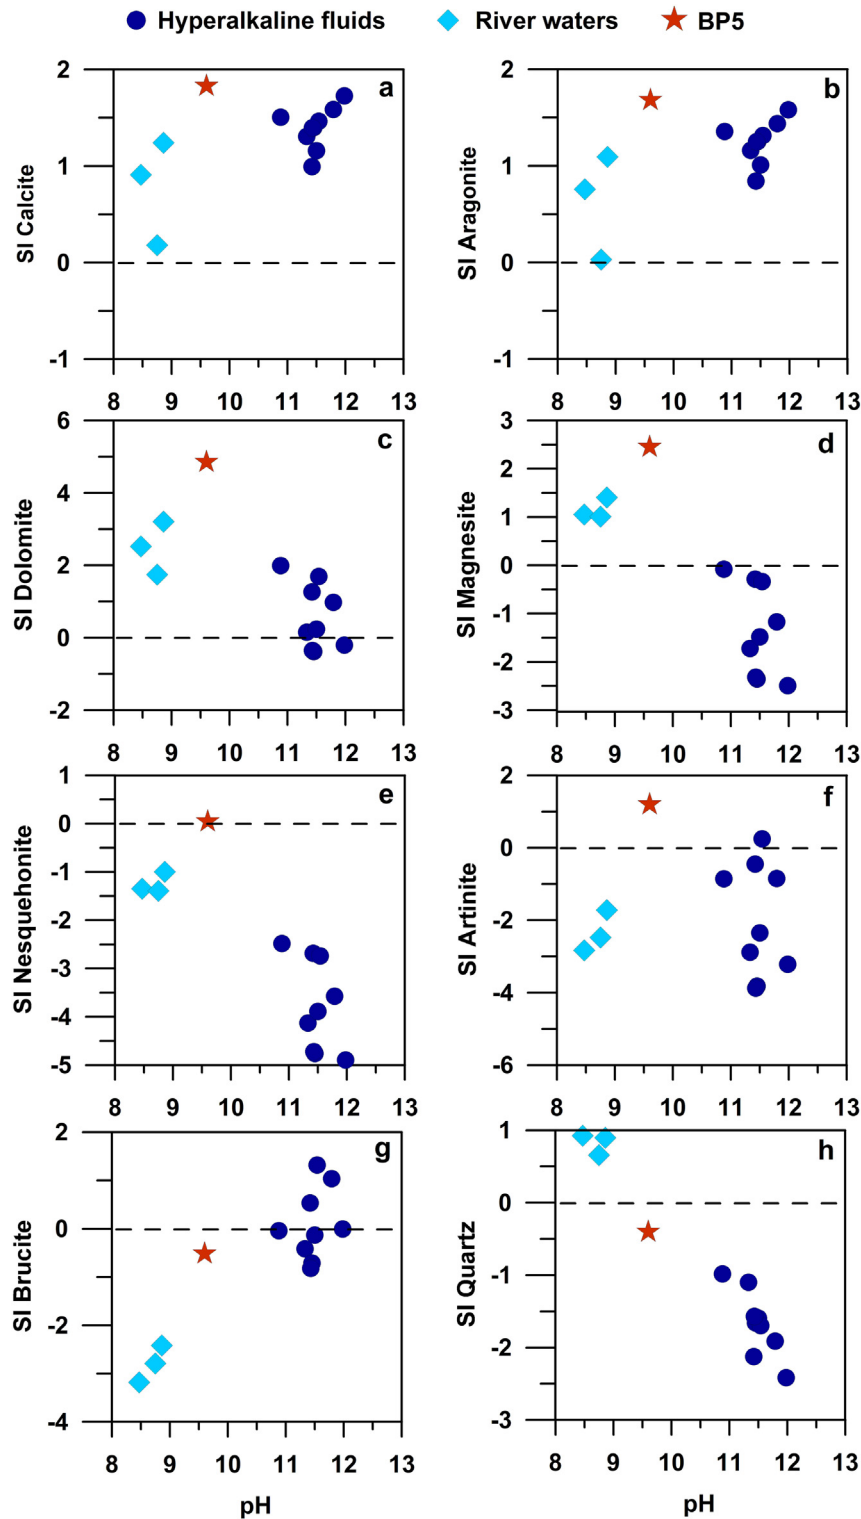 Hyperalkaline fluids River waters BP5
a
SI Calcite
2
1
0
-1
8 9 10 11 12 13
b
SI Aragonite
2
1
0
-1
8 9 10 11 12 13
c
SI Dolomite
6
4
2
0
-2
8 9 10 11 12 13
d
SI Magnesite
3
2
1
0
-1
-2
-3
8 9 10 11 12 13
e
SI Nesquehonite
1
0
-1
-2
-3
-4
-5
8 9 10 11 12 13
f
SI Artinite
2
0
-2
-4
-6
8 9 10 11 12 13
g
SI Brucite
2
0
-2
-4
8 9 10 11 12 13
pH
h
SI Quartz
1
0
-1
-2
-3
8 9 10 11 12 13
pH